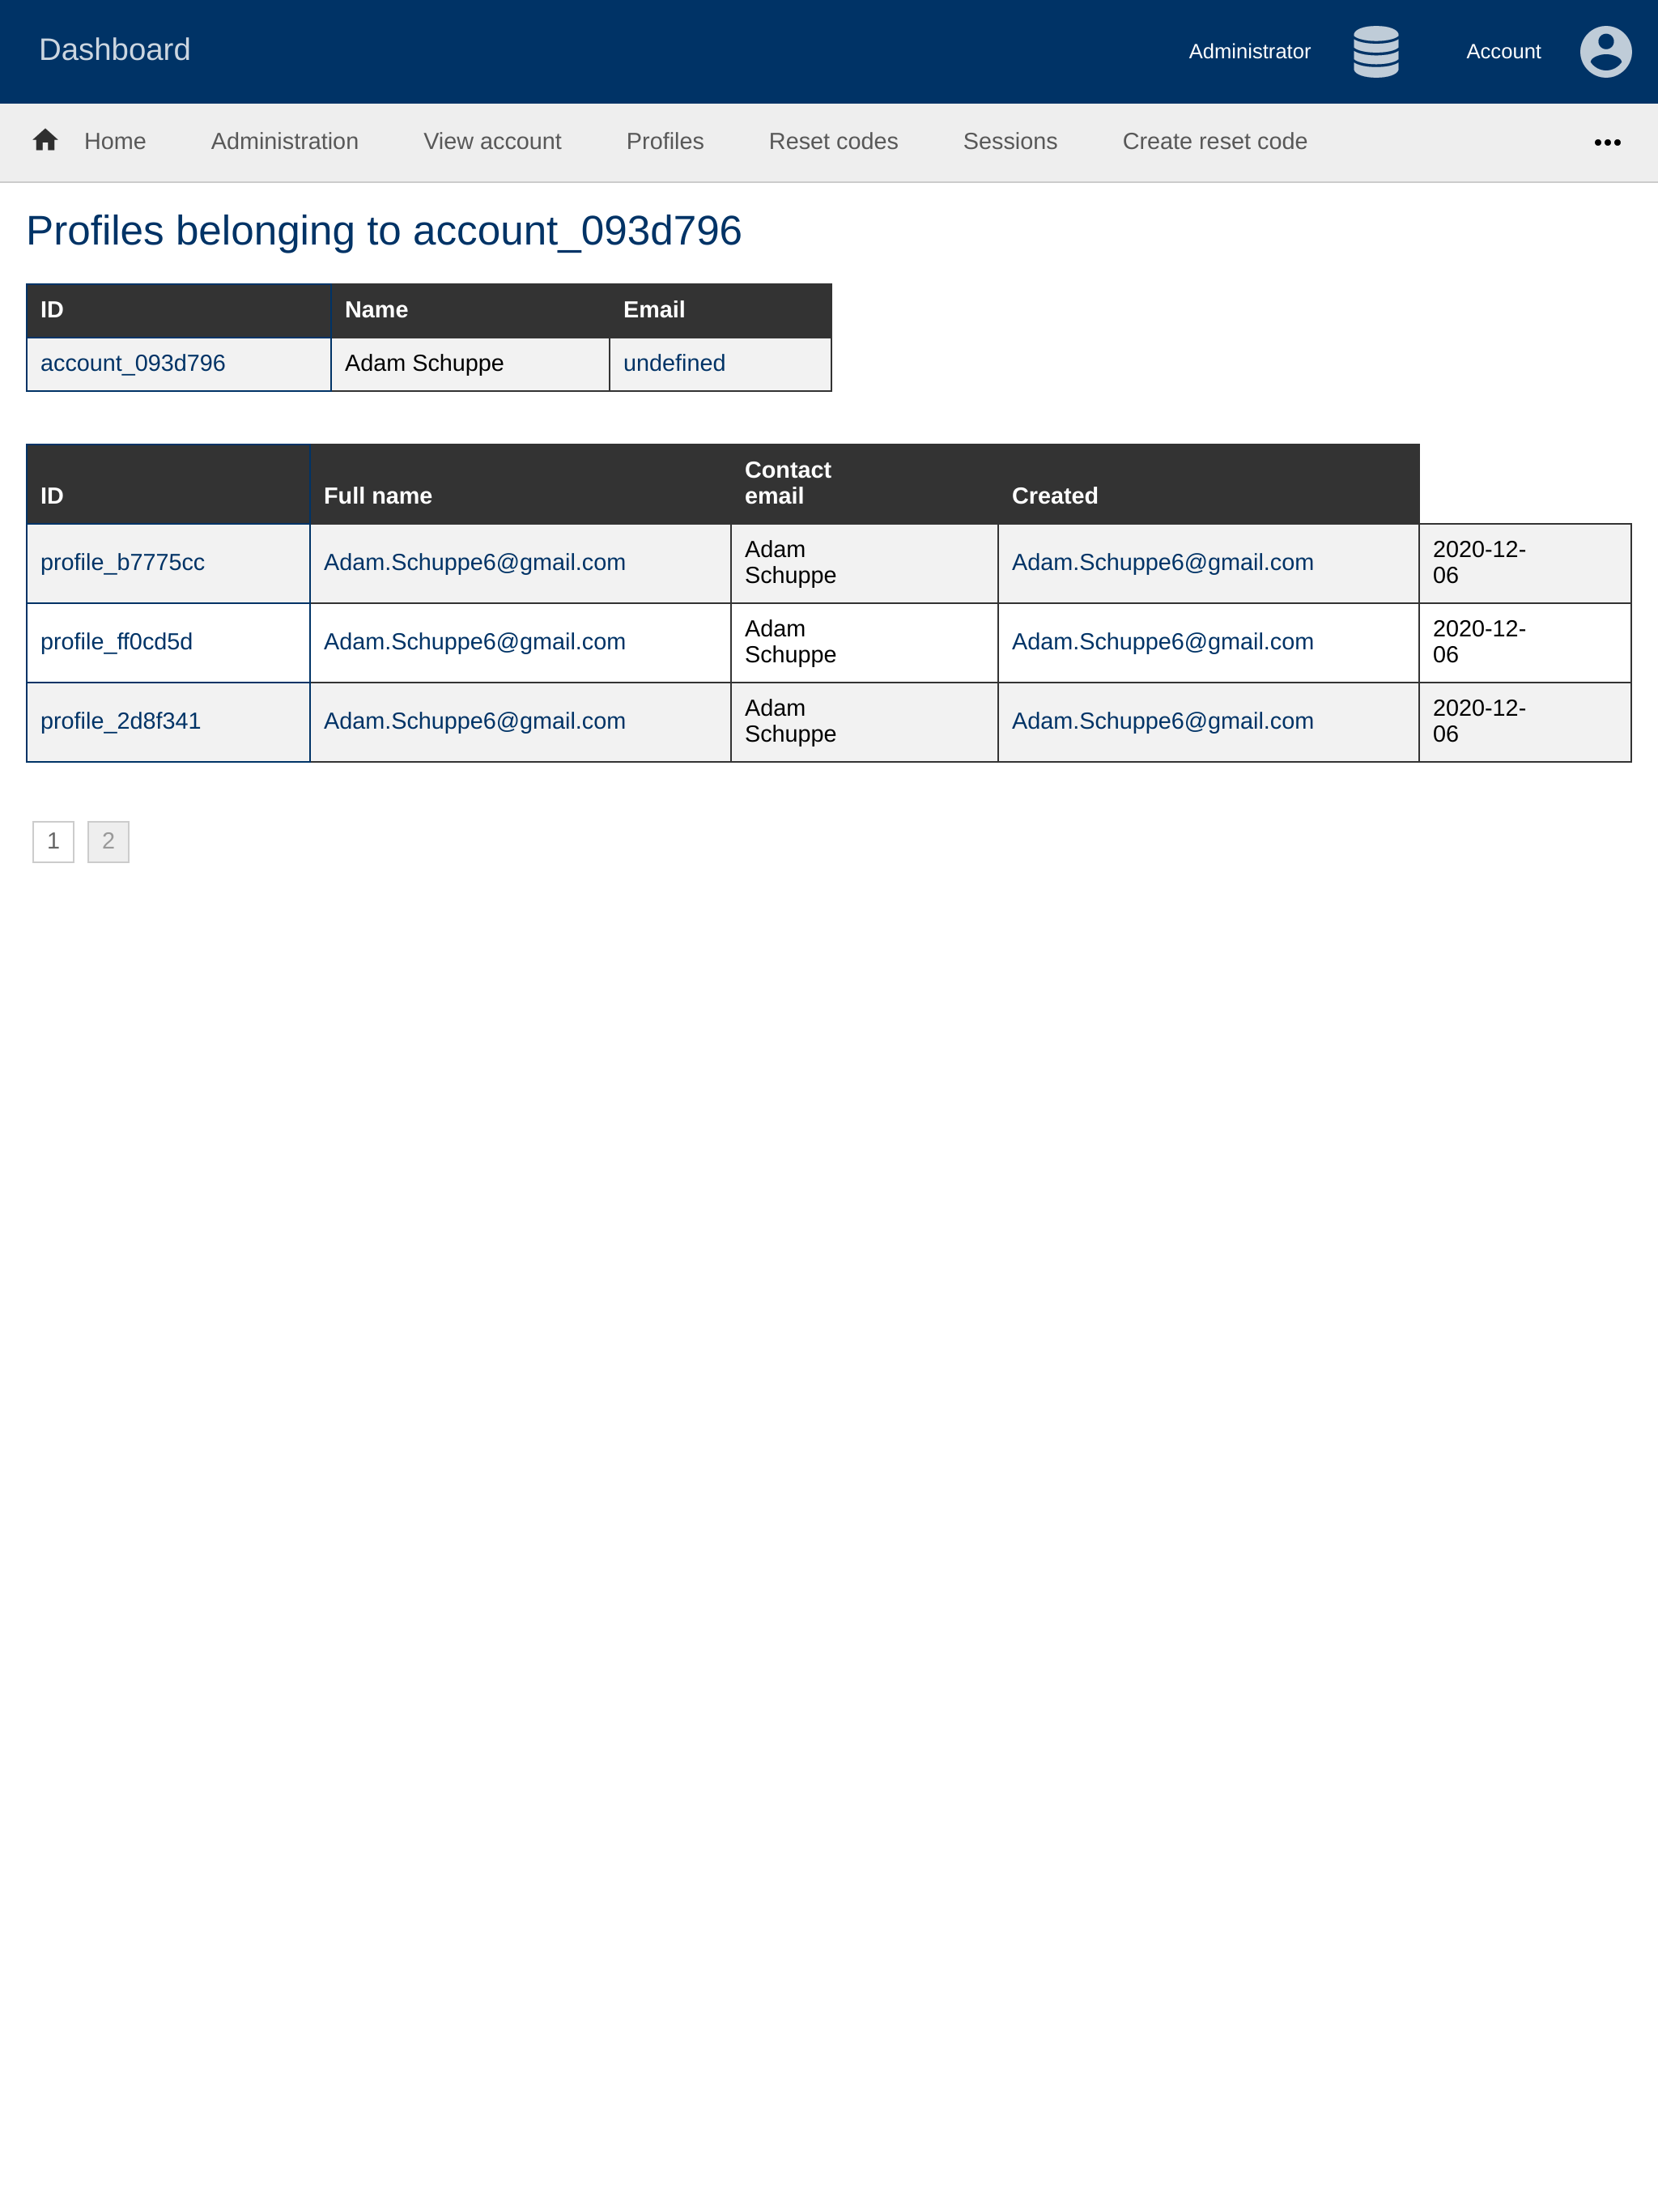 Dashboard
Administrator
Account
Home
Administration
View account
Profiles
Reset codes
Sessions
Create reset code
Profiles belonging to account_093d796
ID
Name
Email
account_093d796
Adam Schuppe
undefined
ID
Full name
Contact
email
Created
profile_b7775cc
Adam.Schuppe6@gmail.com
Adam
Schuppe
Adam.Schuppe6@gmail.com
2020-12-
06
profile_ff0cd5d
Adam.Schuppe6@gmail.com
Adam
Schuppe
Adam.Schuppe6@gmail.com
2020-12-
06
profile_2d8f341
Adam.Schuppe6@gmail.com
Adam
Schuppe
Adam.Schuppe6@gmail.com
2020-12-
06
1
2